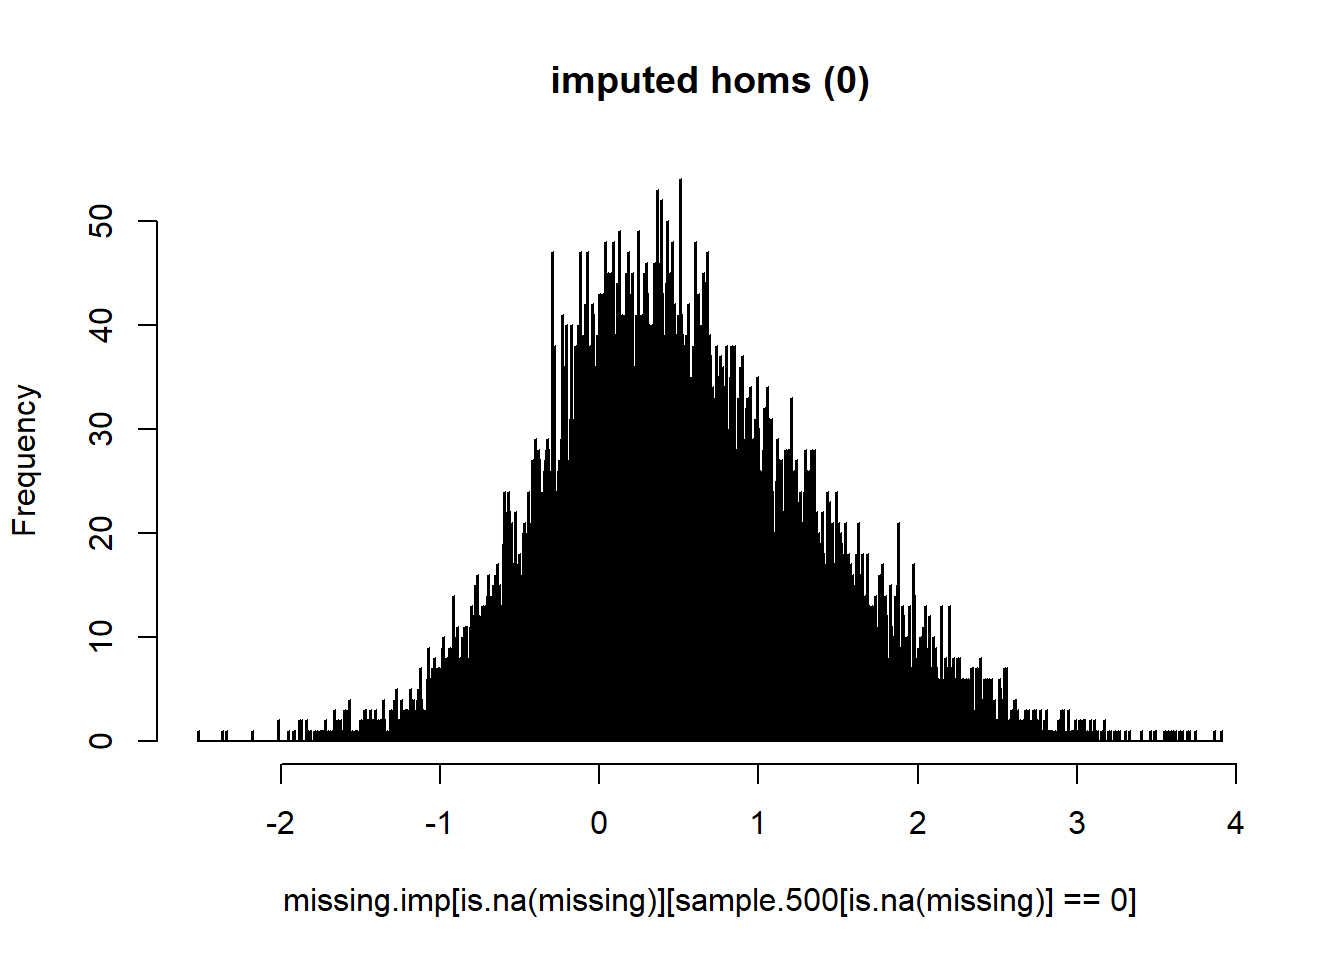 imputed homs (0)
Frequency
50
40
30
20
10
0
-2 -1 0 1 2 3 4
missing.imp[is.na(missing)][sample.500[is.na(missing)] == 0]